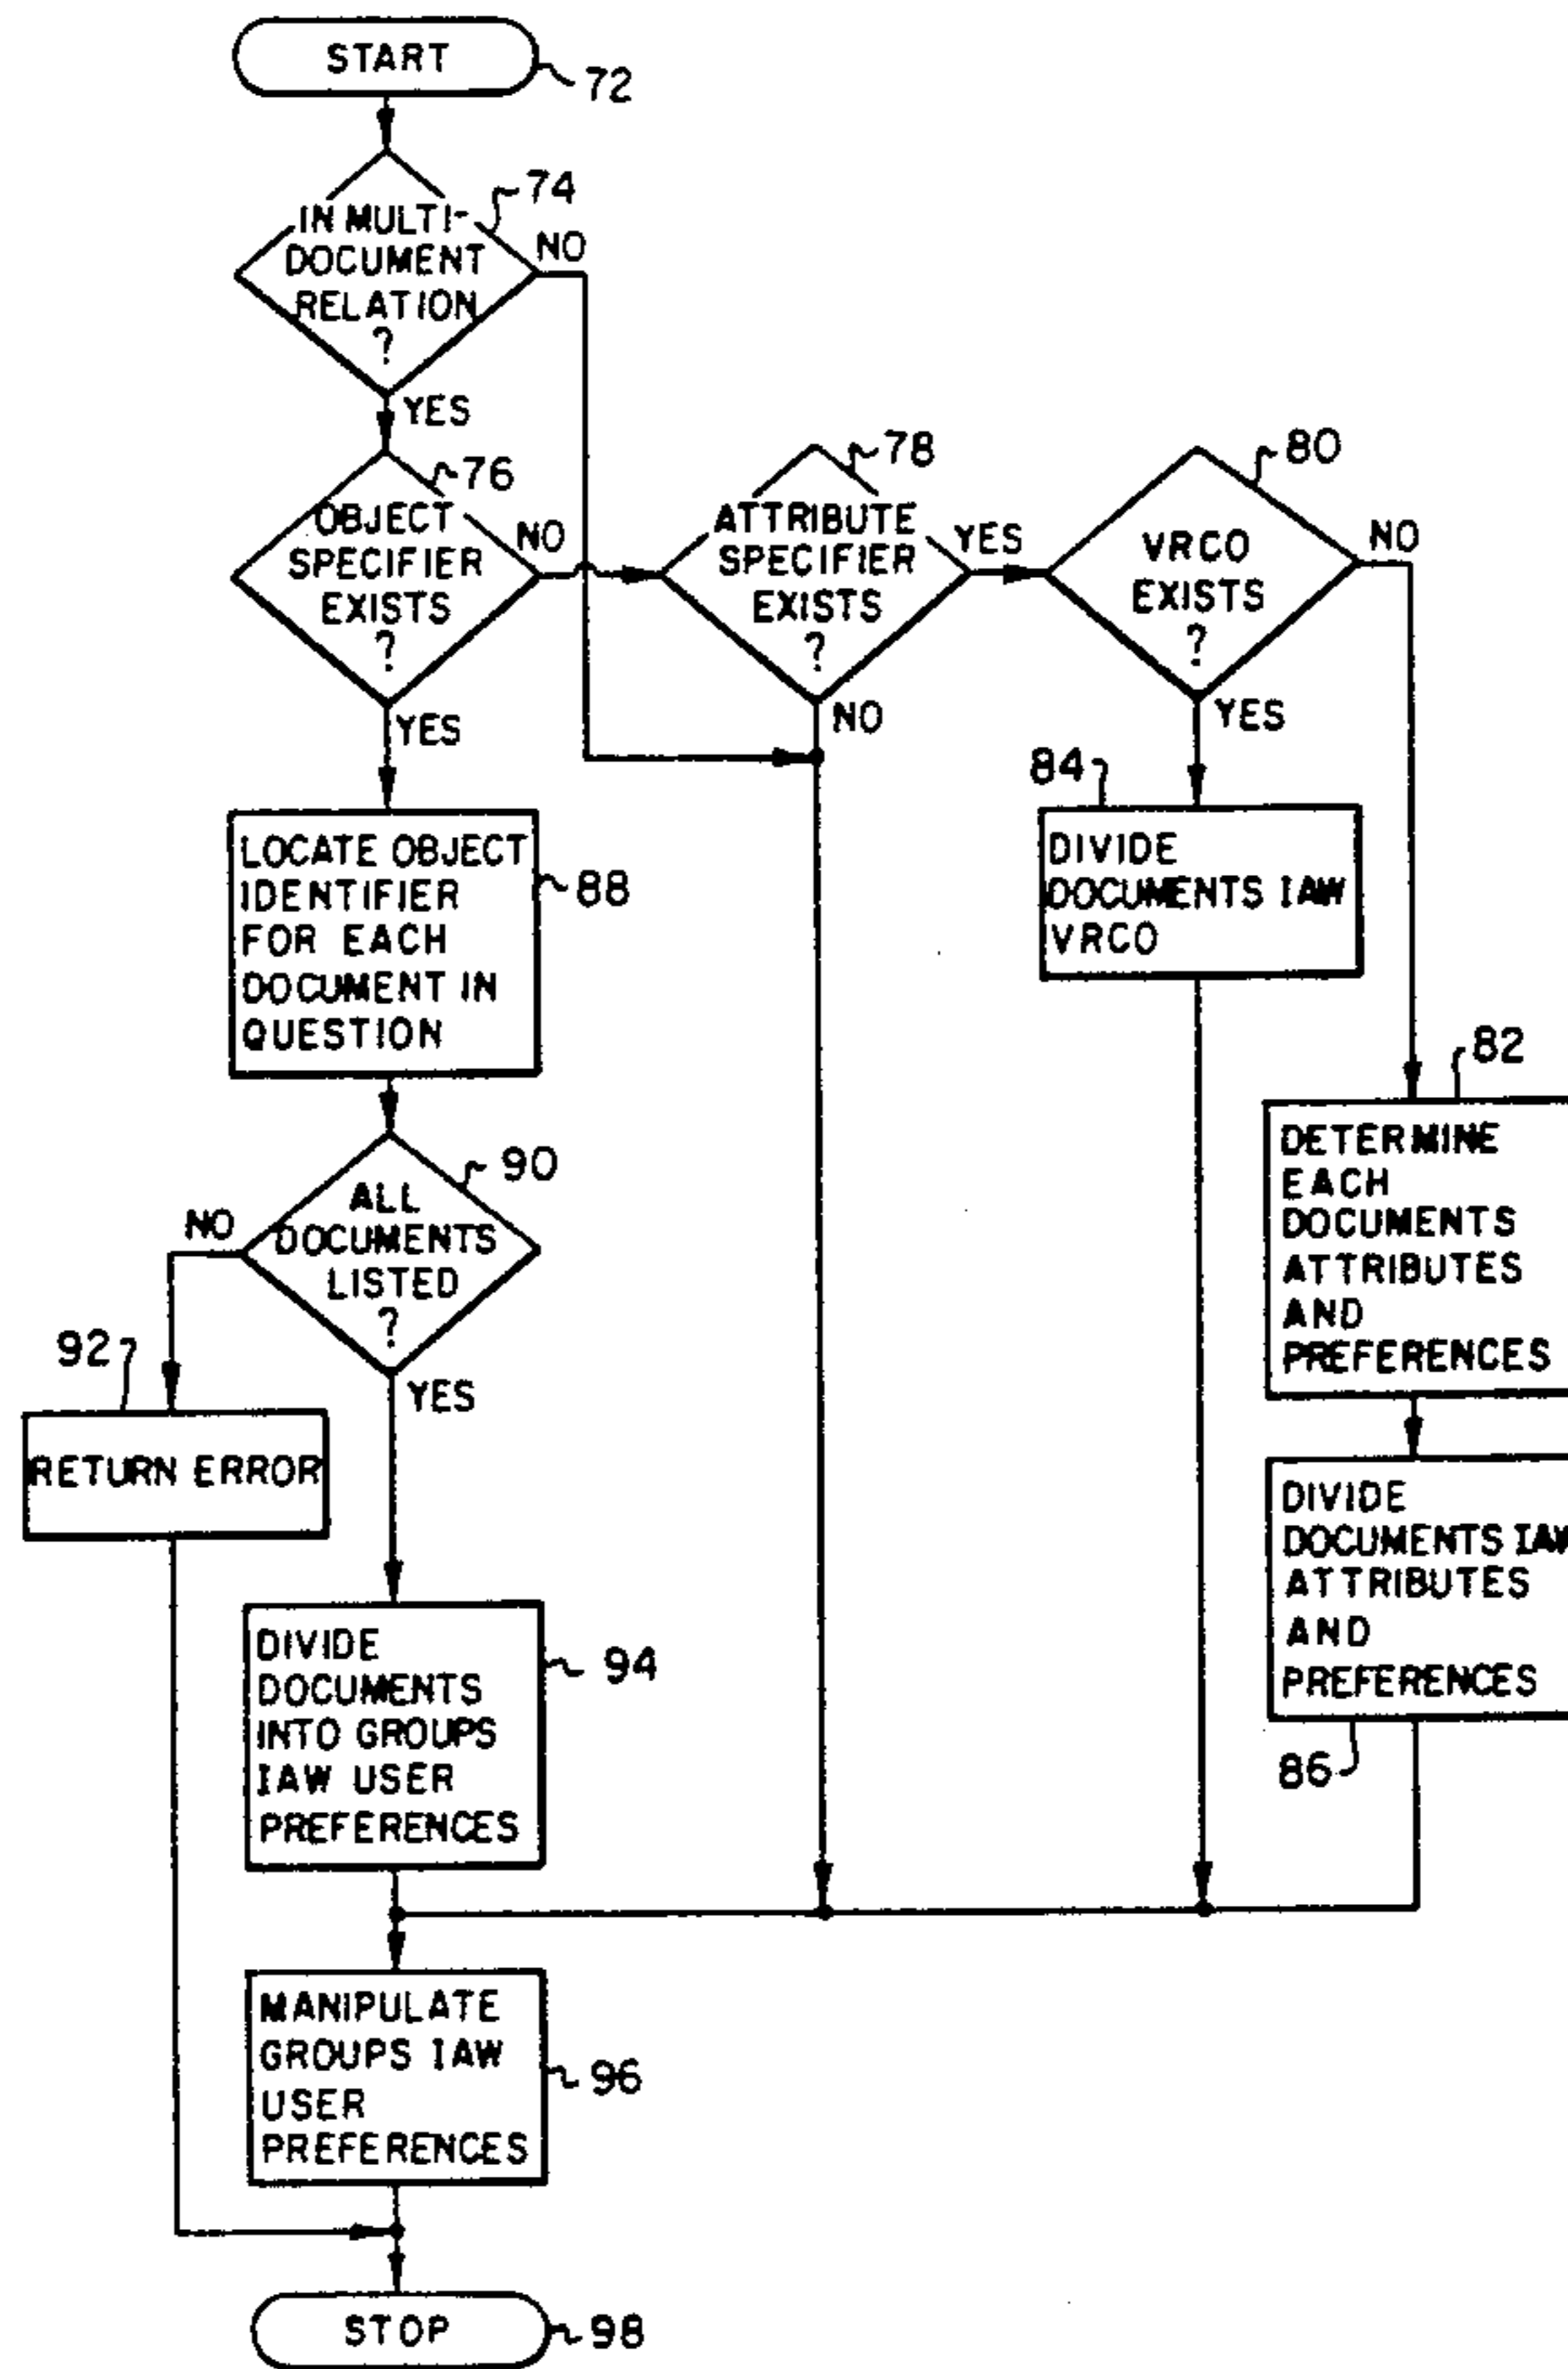 START
72
IN MULTI-
DOCUMENT
RELATION
?
74
NO
YES
OBJECT
SPECIFIER
EXISTS
?
76
NO
YES
ATTRIBUTE
SPECIFIER
EXISTS
?
78
YES
NO
VRCO
EXISTS
?
80
NO
YES
84
DIVIDE
DOCUMENTS IAW
VRCO
LOCATE OBJECT
IDENTIFIER
FOR EACH
DOCUMENT IN
QUESTION
88
82
DETERMINE
EACH
DOCUMENTS
ATTRIBUTES
AND
PREFERENCES
ALL
DOCUMENTS
LISTED
?
90
NO
YES
92
RETURN ERROR
DIVIDE
DOCUMENTS IAW
ATTRIBUTES
AND
PREFERENCES
86
DIVIDE
DOCUMENTS
INTO GROUPS
IAW USER
PREFERENCES
94
MANIPULATE
GROUPS IAW
USER
PREFERENCES
96
STOP
98